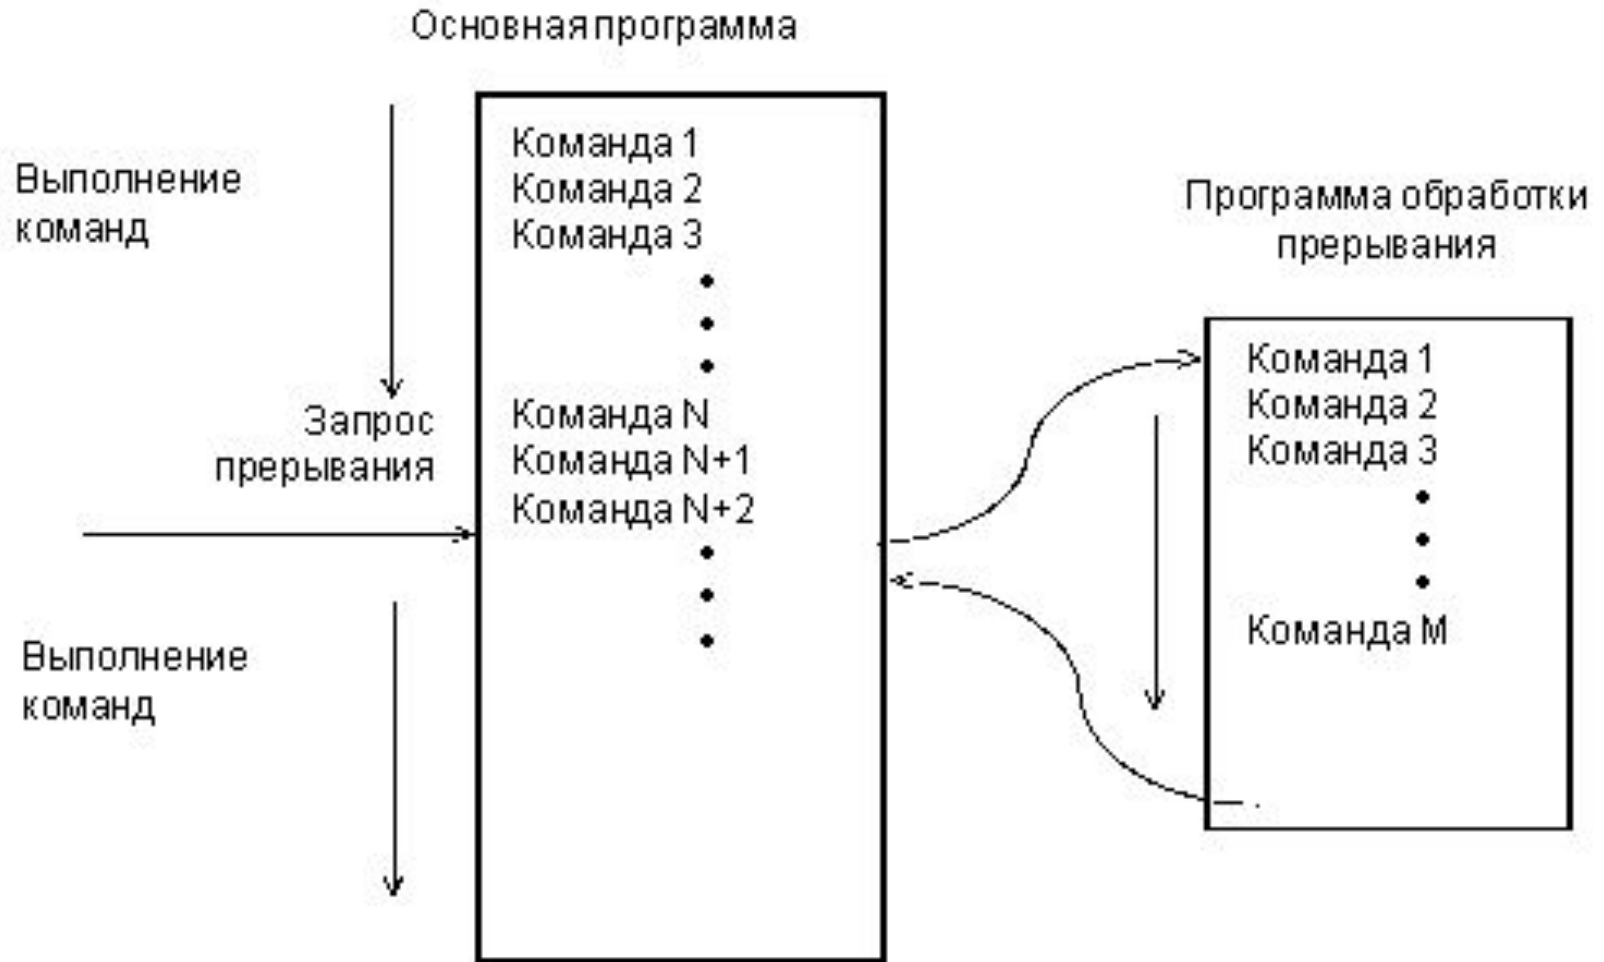 Основная программа
Выполнение
команд
Команда 1
Команда 2
Команда 3
Запрос
прерывания
Команда N
Команда N+1
Команда N+2
Выполнение
команд
Программа обработки
прерывания
Команда 1
Команда 2
Команда 3
Команда M